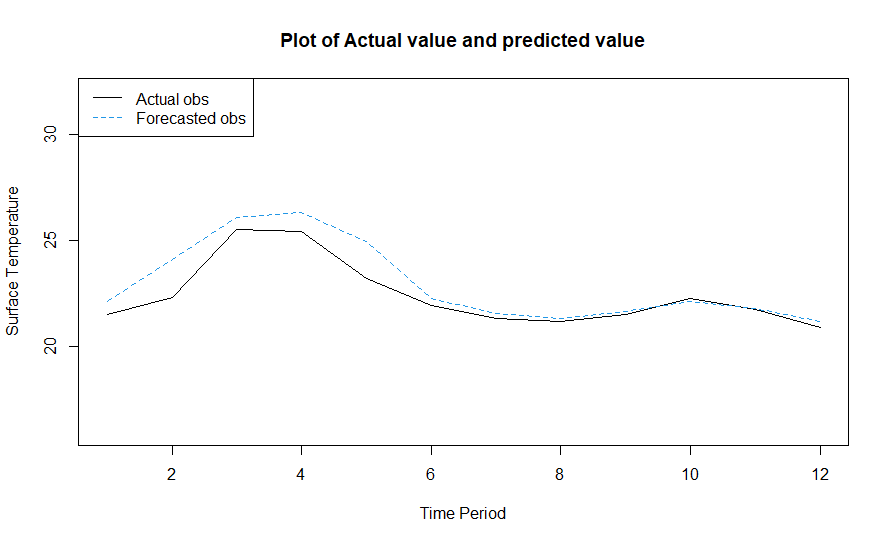 Plot of Actual value and predicted value
Actual obs
Forecasted obs
30
25
20
Surface Temperature
2 4 6 8 10 12
Time Period